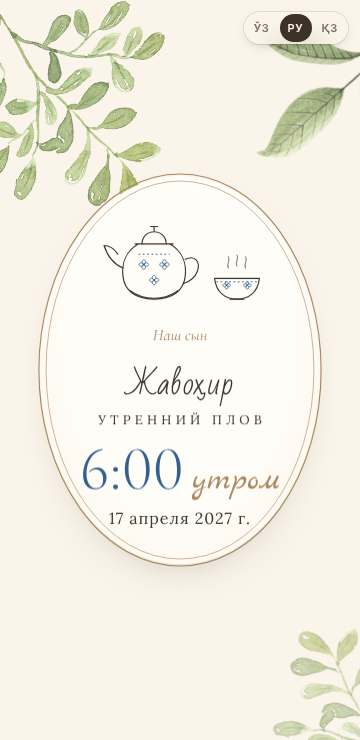 ЎЗ РУ ҚЗ
Наш сын
Жавоҳир
УТРЕННИЙ ПЛОВ
6:00 утром
17 апреля 2027 г.